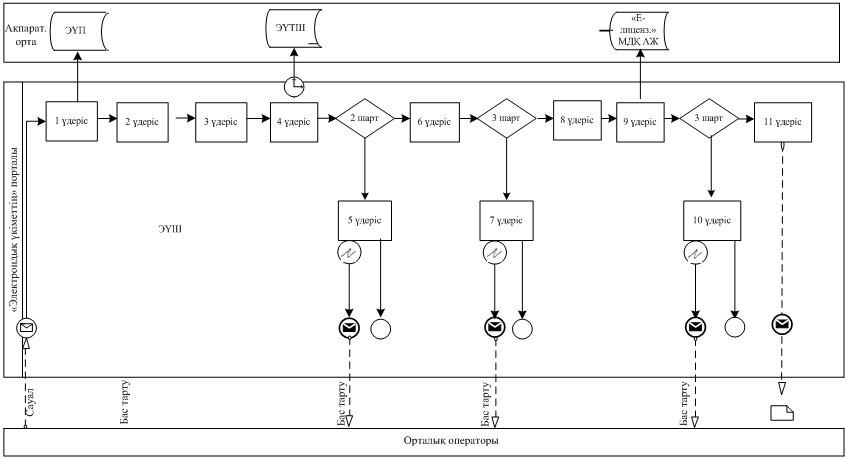 Ақпарат.
орта
ЭҮП
ЭҮТШ
«Е-
лиценз.»
МДҚ АЖ
«Электрондық үкіметтің» порталы
1 үдеріс
2 үдеріс
3 үдеріс
4 үдеріс
2 шарт
6 үдеріс
3 шарт
8 үдеріс
9 үдеріс
3 шарт
11 үдеріс
5 үдеріс
7 үдеріс
10 үдеріс
ЭҮШ
Сауал
Бас тарту
Бас тарту
Бас тарту
Бас тарту
Орталық операторы